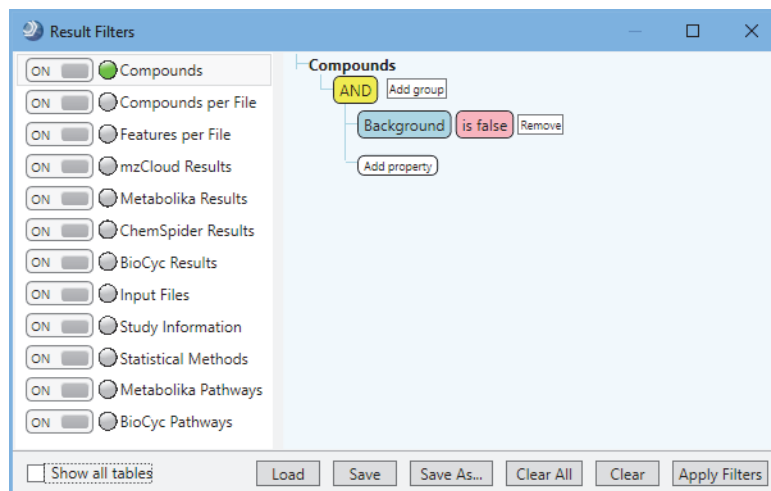 Result Filters
ON Compounds
ON Compounds per File
ON Features per File
ON mzCloud Results
ON Metabolika Results
ON ChemSpider Results
ON BioCyc Results
ON Input Files
ON Study Information
ON Statistical Methods
ON Metabolika Pathways
ON BioCyc Pathways
Compounds
AND Add group
Background is false Remove
Add property
Show all tables Load Save Save As... Clear All Clear Apply Filters